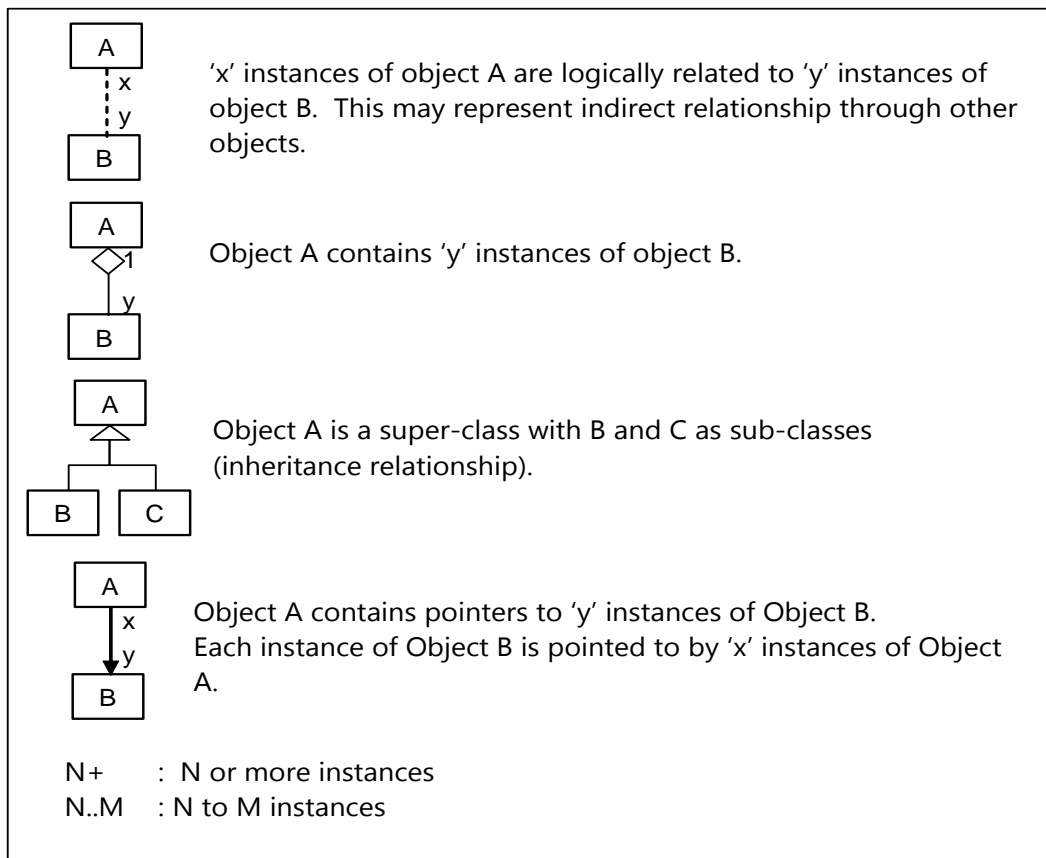 A
x
y
B
‘x’ instances of object A are logically related to ‘y’ instances of
object B.  This may represent indirect relationship through other
objects.
A
1
y
B
Object A contains ‘y’ instances of object B.
A
B
C
Object A is a super-class with B and C as sub-classes
(inheritance relationship).
A
x
y
B
Object A contains pointers to ‘y’ instances of Object B.
Each instance of Object B is pointed to by ‘x’ instances of Object
A.
N+ : N or more instances
N..M : N to M instances